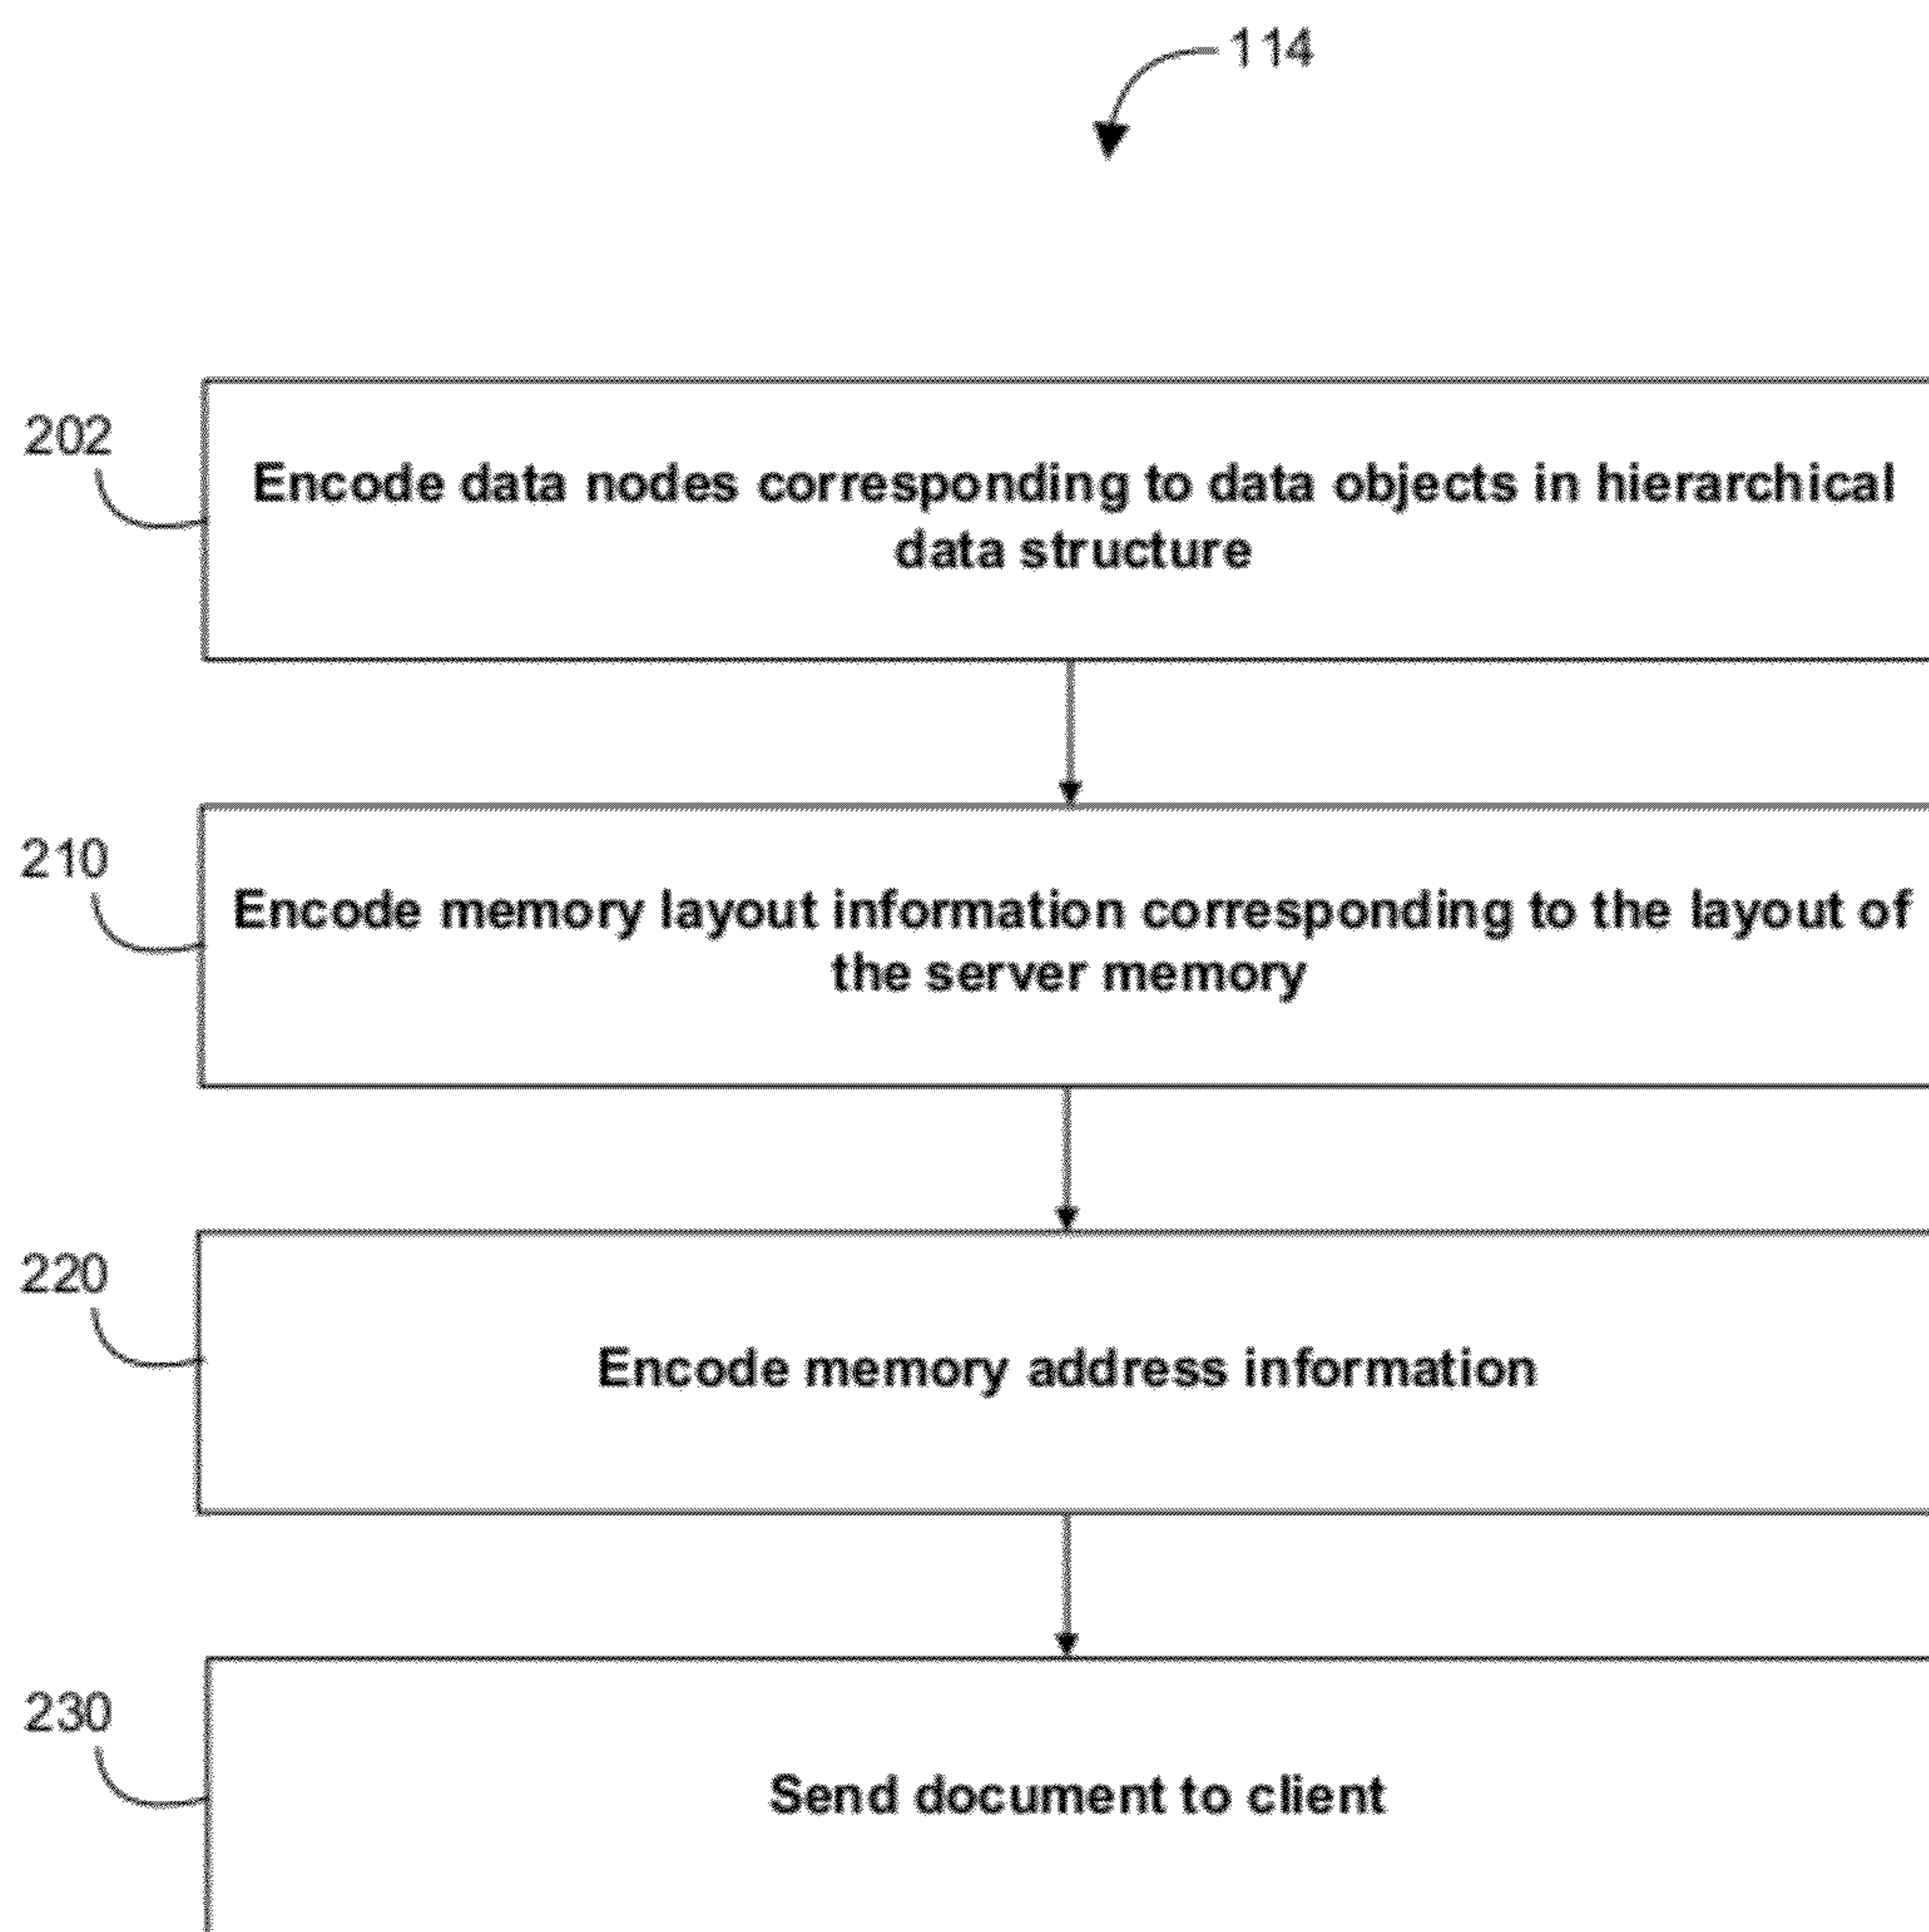 114
202
Encode data nodes corresponding to data objects in hierarchical
data structure
210
Encode memory layout information corresponding to the layout of
the server memory
220
Encode memory address information
230
Send document to client